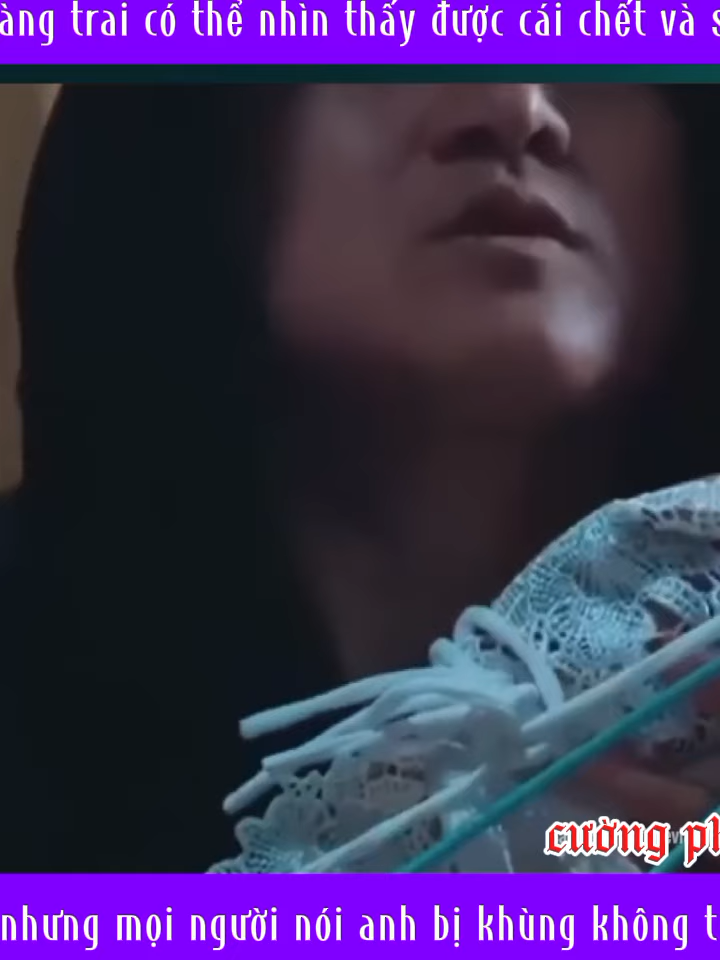 àng trai có thể nhìn thấy được cái chết và s
cường ph
nhưng mọi người nói anh bị khùng không t